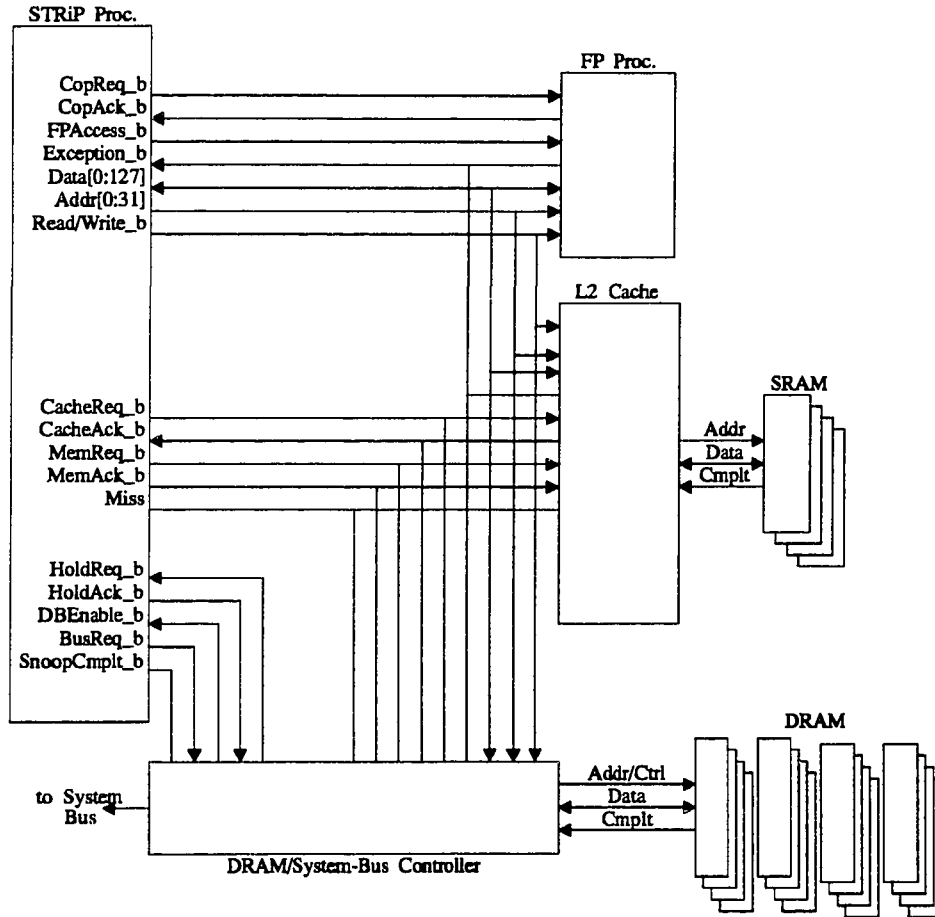 STRiP Proc.
FP Proc.
CopReq_b
CopAck_b
FPAccess_b
Exception_b
Data[0:127]
Addr[0:31]
Read/Write_b
L2 Cache
SRAM
CacheReq_b
CacheAck_b
MemReq_b
MemAck_b
Miss
Addr
Data
Cmplt
HoldReq_b
HoldAck_b
DBEnable_b
BusReq_b
SnoopCmplt_b
DRAM
to System
Bus
Addr/Ctrl
Data
Cmplt
DRAM/System-Bus Controller